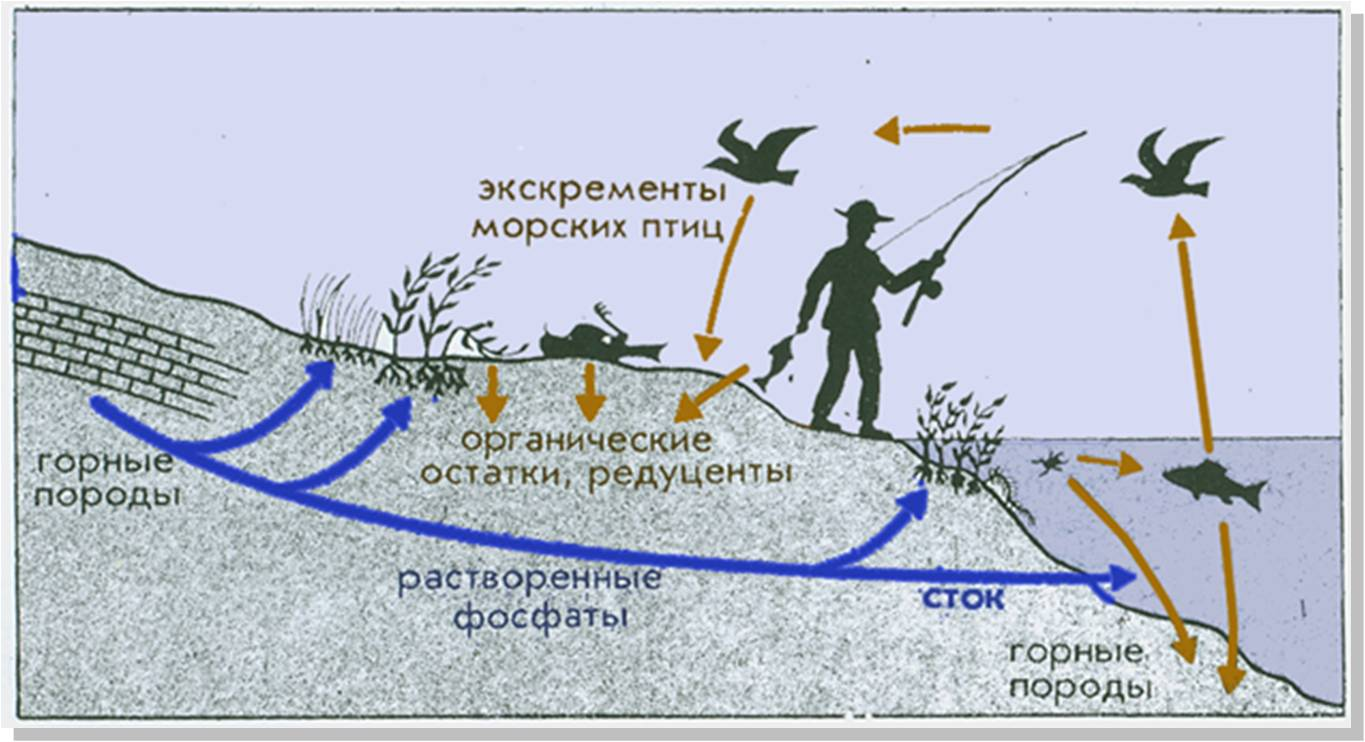 экскременты
морских птиц
горные
породы
органические
остатки, редуценты
растворенные
фосфаты
сток
горные
породы